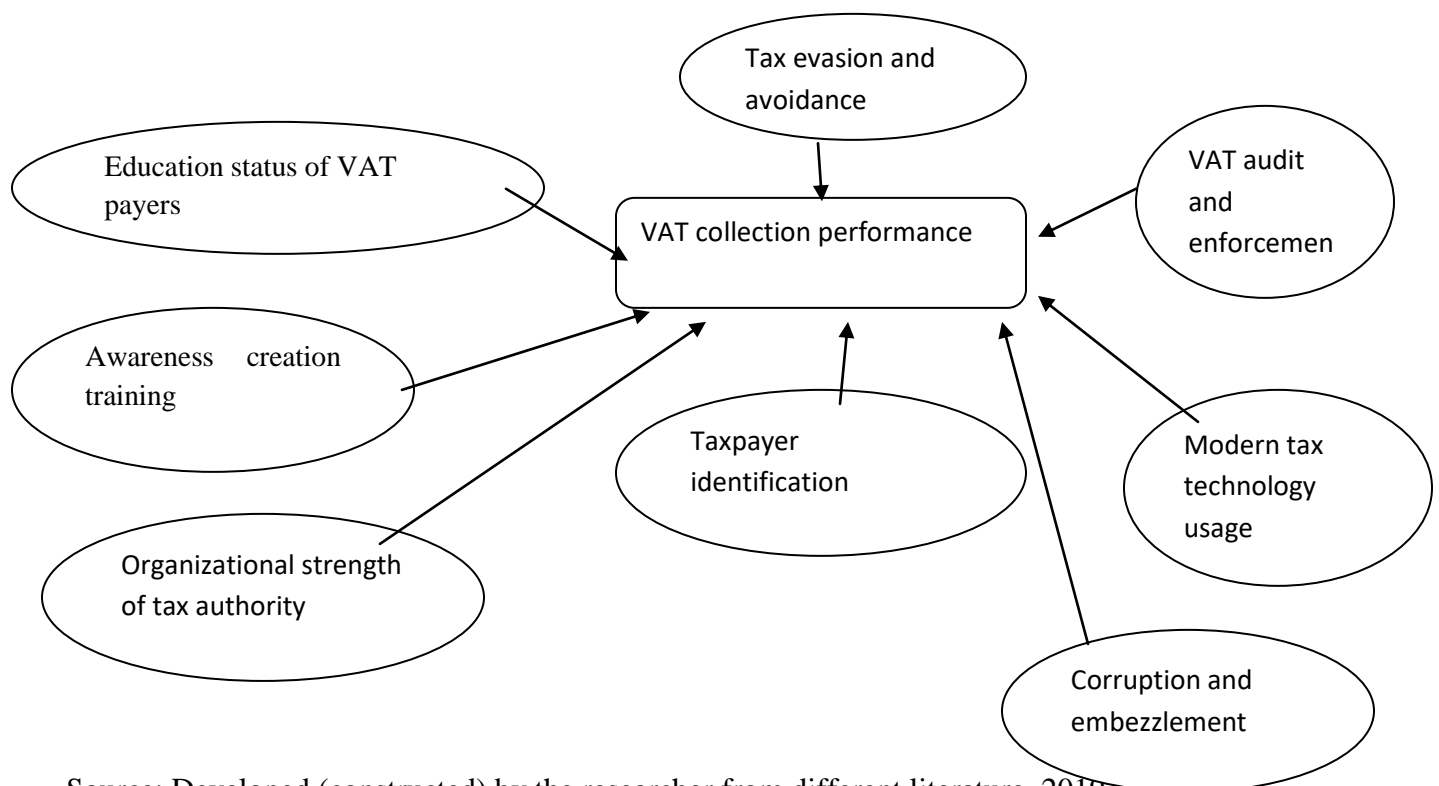 Tax evasion and
avoidance
Education status of VAT
payers
VAT audit
and
enforcemen
VAT collection performance
Awareness creation
training
Taxpayer
identification
Modern tax
technology
usage
Organizational strength
of tax authority
Corruption and
embezzlement
Source: Developed (constructed) by the researcher from different literature, 2019